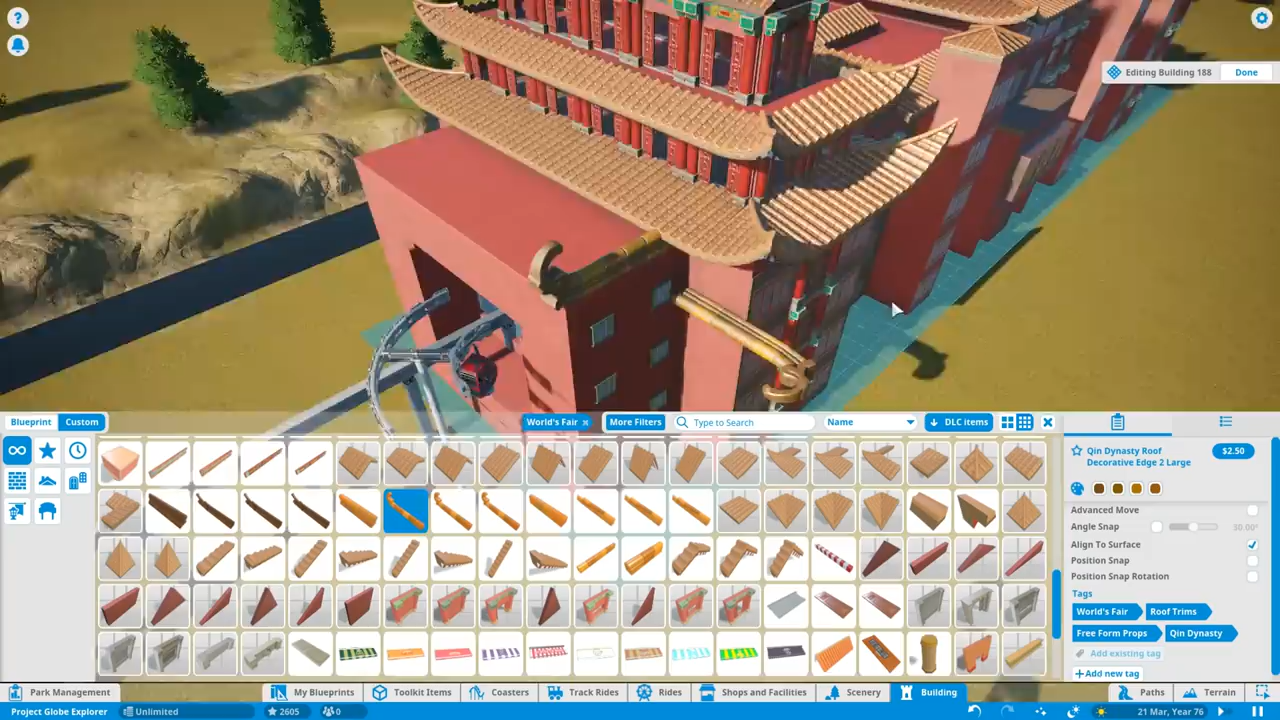 Editing Building 188
Done
Blueprint
Custom
World's Fair
More Filters
Type to Search
Name
DLC items
Qin Dynasty Roof
Decorative Edge 2 Large
$2.50
Advanced Move
Angle Snap
30.00°
Align To Surface
Position Snap
Position Snap Rotation
Tags
World's Fair
Roof Trims
Free Form Props
Qin Dynasty
Add existing tag
Add new tag
Park Management
My Blueprints
Toolkit Items
Coasters
Track Rides
Rides
Shops and Facilities
Scenery
Building
Paths
Terrain
Project Globe Explorer
Unlimited
2605
0
21 Mar, Year 76